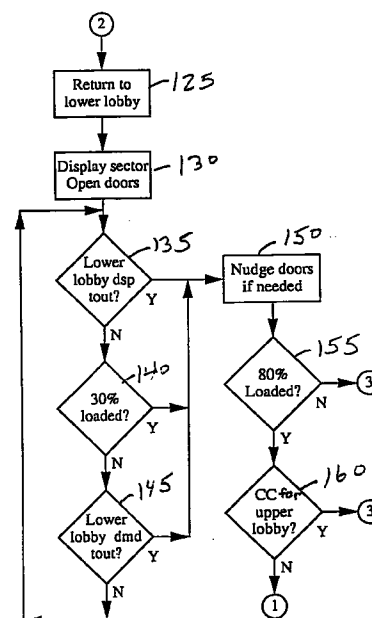 2
Return to
lower lobby
125
Display sector
Open doors
130
135
Lower
lobby dsp
tout?
Y
N
150
Nudge doors
if needed
140
30%
loaded?
Y
N
155
80%
Loaded?
N
3
Y
145
Lower
lobby dmd
tout?
Y
N
160
CC for
upper
lobby?
Y
3
N
1